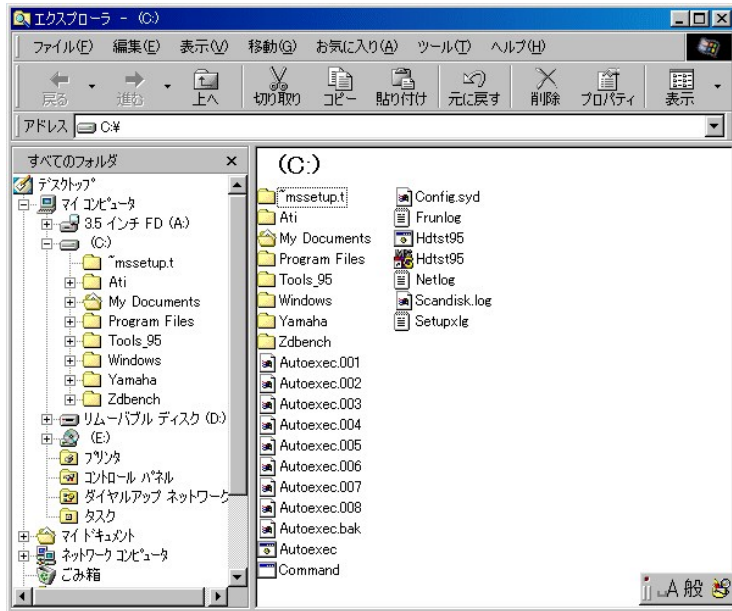 エクスプローラ - (C:)
ファイル(F) 編集(E) 表示(V) 移動(G) お気に入り(A) ツール(T) ヘルプ(H)
戻る 進む 上へ 切り取り コピー 貼り付け 元に戻す 削除 プロパティ 表示
アドレス C:¥
すべてのフォルダ
デスクトップ
マイ コンピュータ
3.5 インチ FD (A:)
(C:)
~mssetup.t
Ati
My Documents
Program Files
Tools_95
Windows
Yamaha
Zdbench
リムーバブル ディスク (D:)
(E:)
プリンタ
コントロール パネル
ダイヤルアップ ネットワーク
タスク
マイ ドキュメント
ネットワーク コンピュータ
ごみ箱
(C:)
~mssetup.t
Ati
My Documents
Program Files
Tools_95
Windows
Yamaha
Zdbench
Autoexec.001
Autoexec.002
Autoexec.003
Autoexec.004
Autoexec.005
Autoexec.006
Autoexec.007
Autoexec.008
Autoexec.bak
Autoexec
Command
Config.syd
Frunlog
Hdtst95
Hdtst95
Netlog
Scandisk.log
Setupxlg
A 般